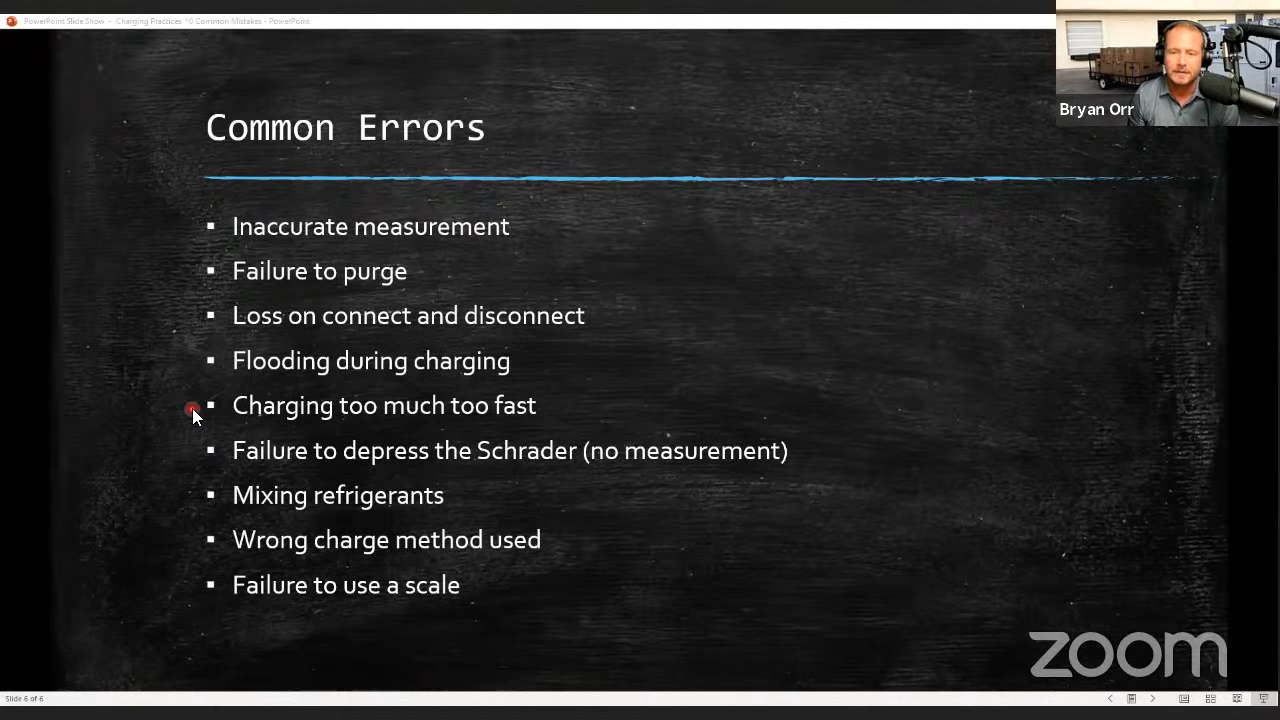 PowerPoint Slide Show - Charging Practices ^0 Common Mistakes - PowerPoint
Bryan Orr
Common Errors
Inaccurate measurement
Failure to purge
Loss on connect and disconnect
Flooding during charging
Charging too much too fast
Failure to depress the Schrader (no measurement)
Mixing refrigerants
Wrong charge method used
Failure to use a scale
zoom
Slide 6 of 6